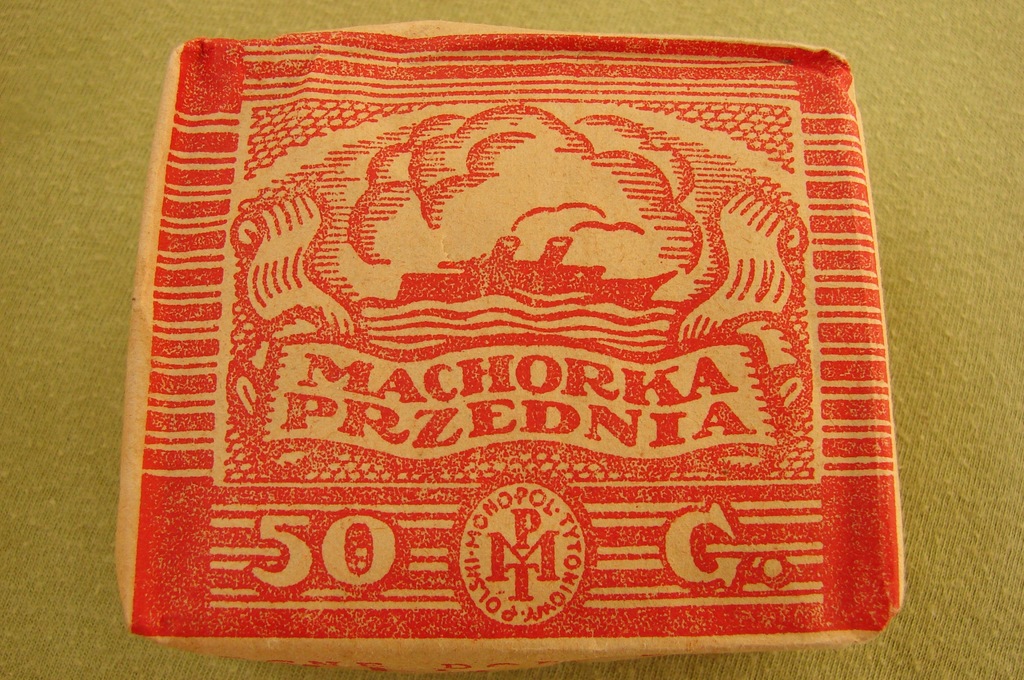 MACHORKA
PRZEDNIA
50 G.
POLSKI·MONOPOL·TYTONIOWY·
PMT